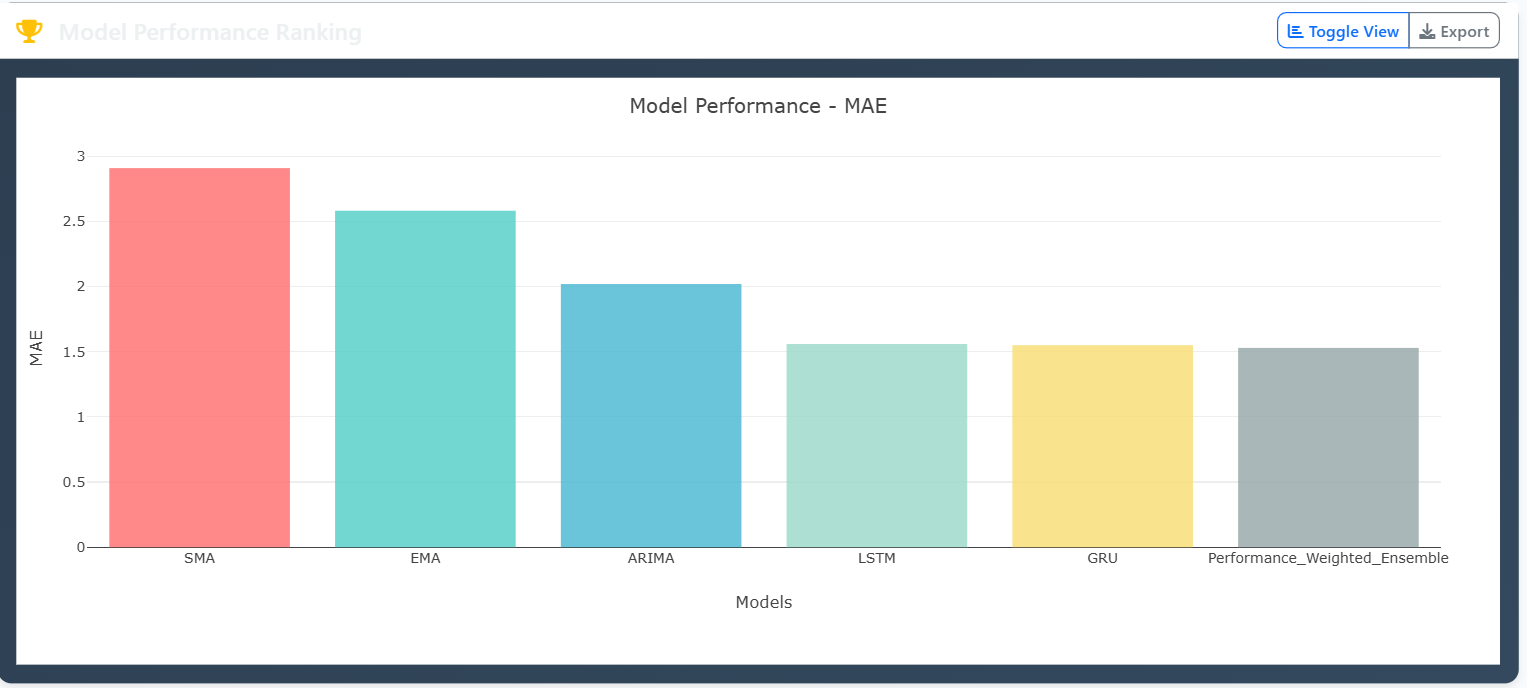 Model Performance Ranking
Toggle View
Export
Model Performance - MAE
3
2.5
2
1.5
1
0.5
0
MAE
SMA
EMA
ARIMA
LSTM
GRU
Performance_Weighted_Ensemble
Models